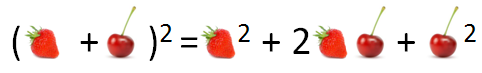 (🍓 + 🍒 )² = 🍓² + 2🍓🍒 + 🍒²